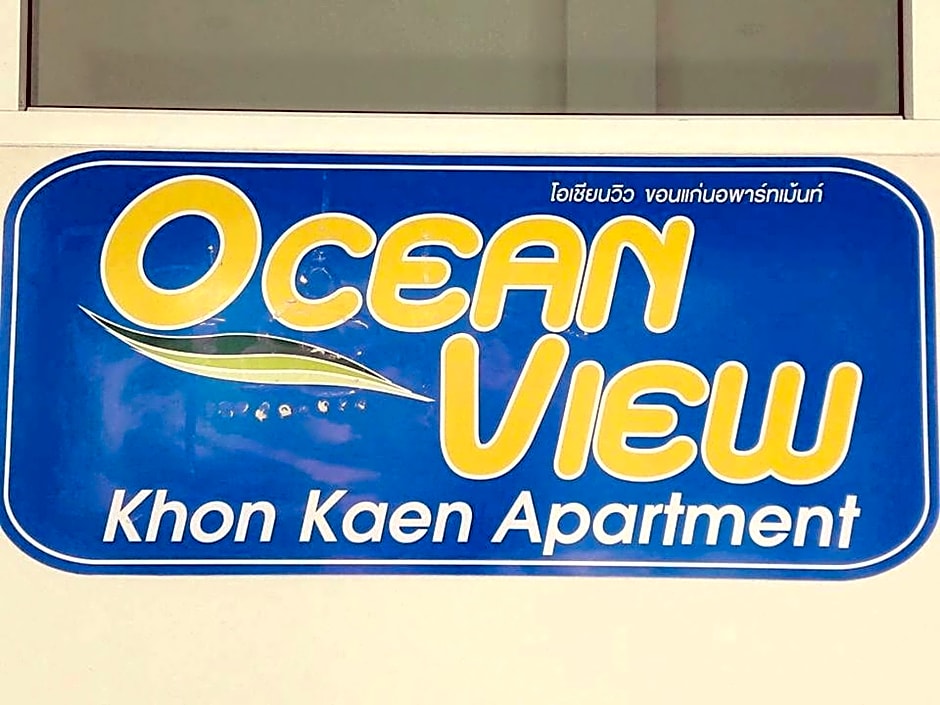 โอเชียนวิว ขอนแก่นอพาร์ทเม้นท์
OCEAN
VIEW
Khon Kaen Apartment